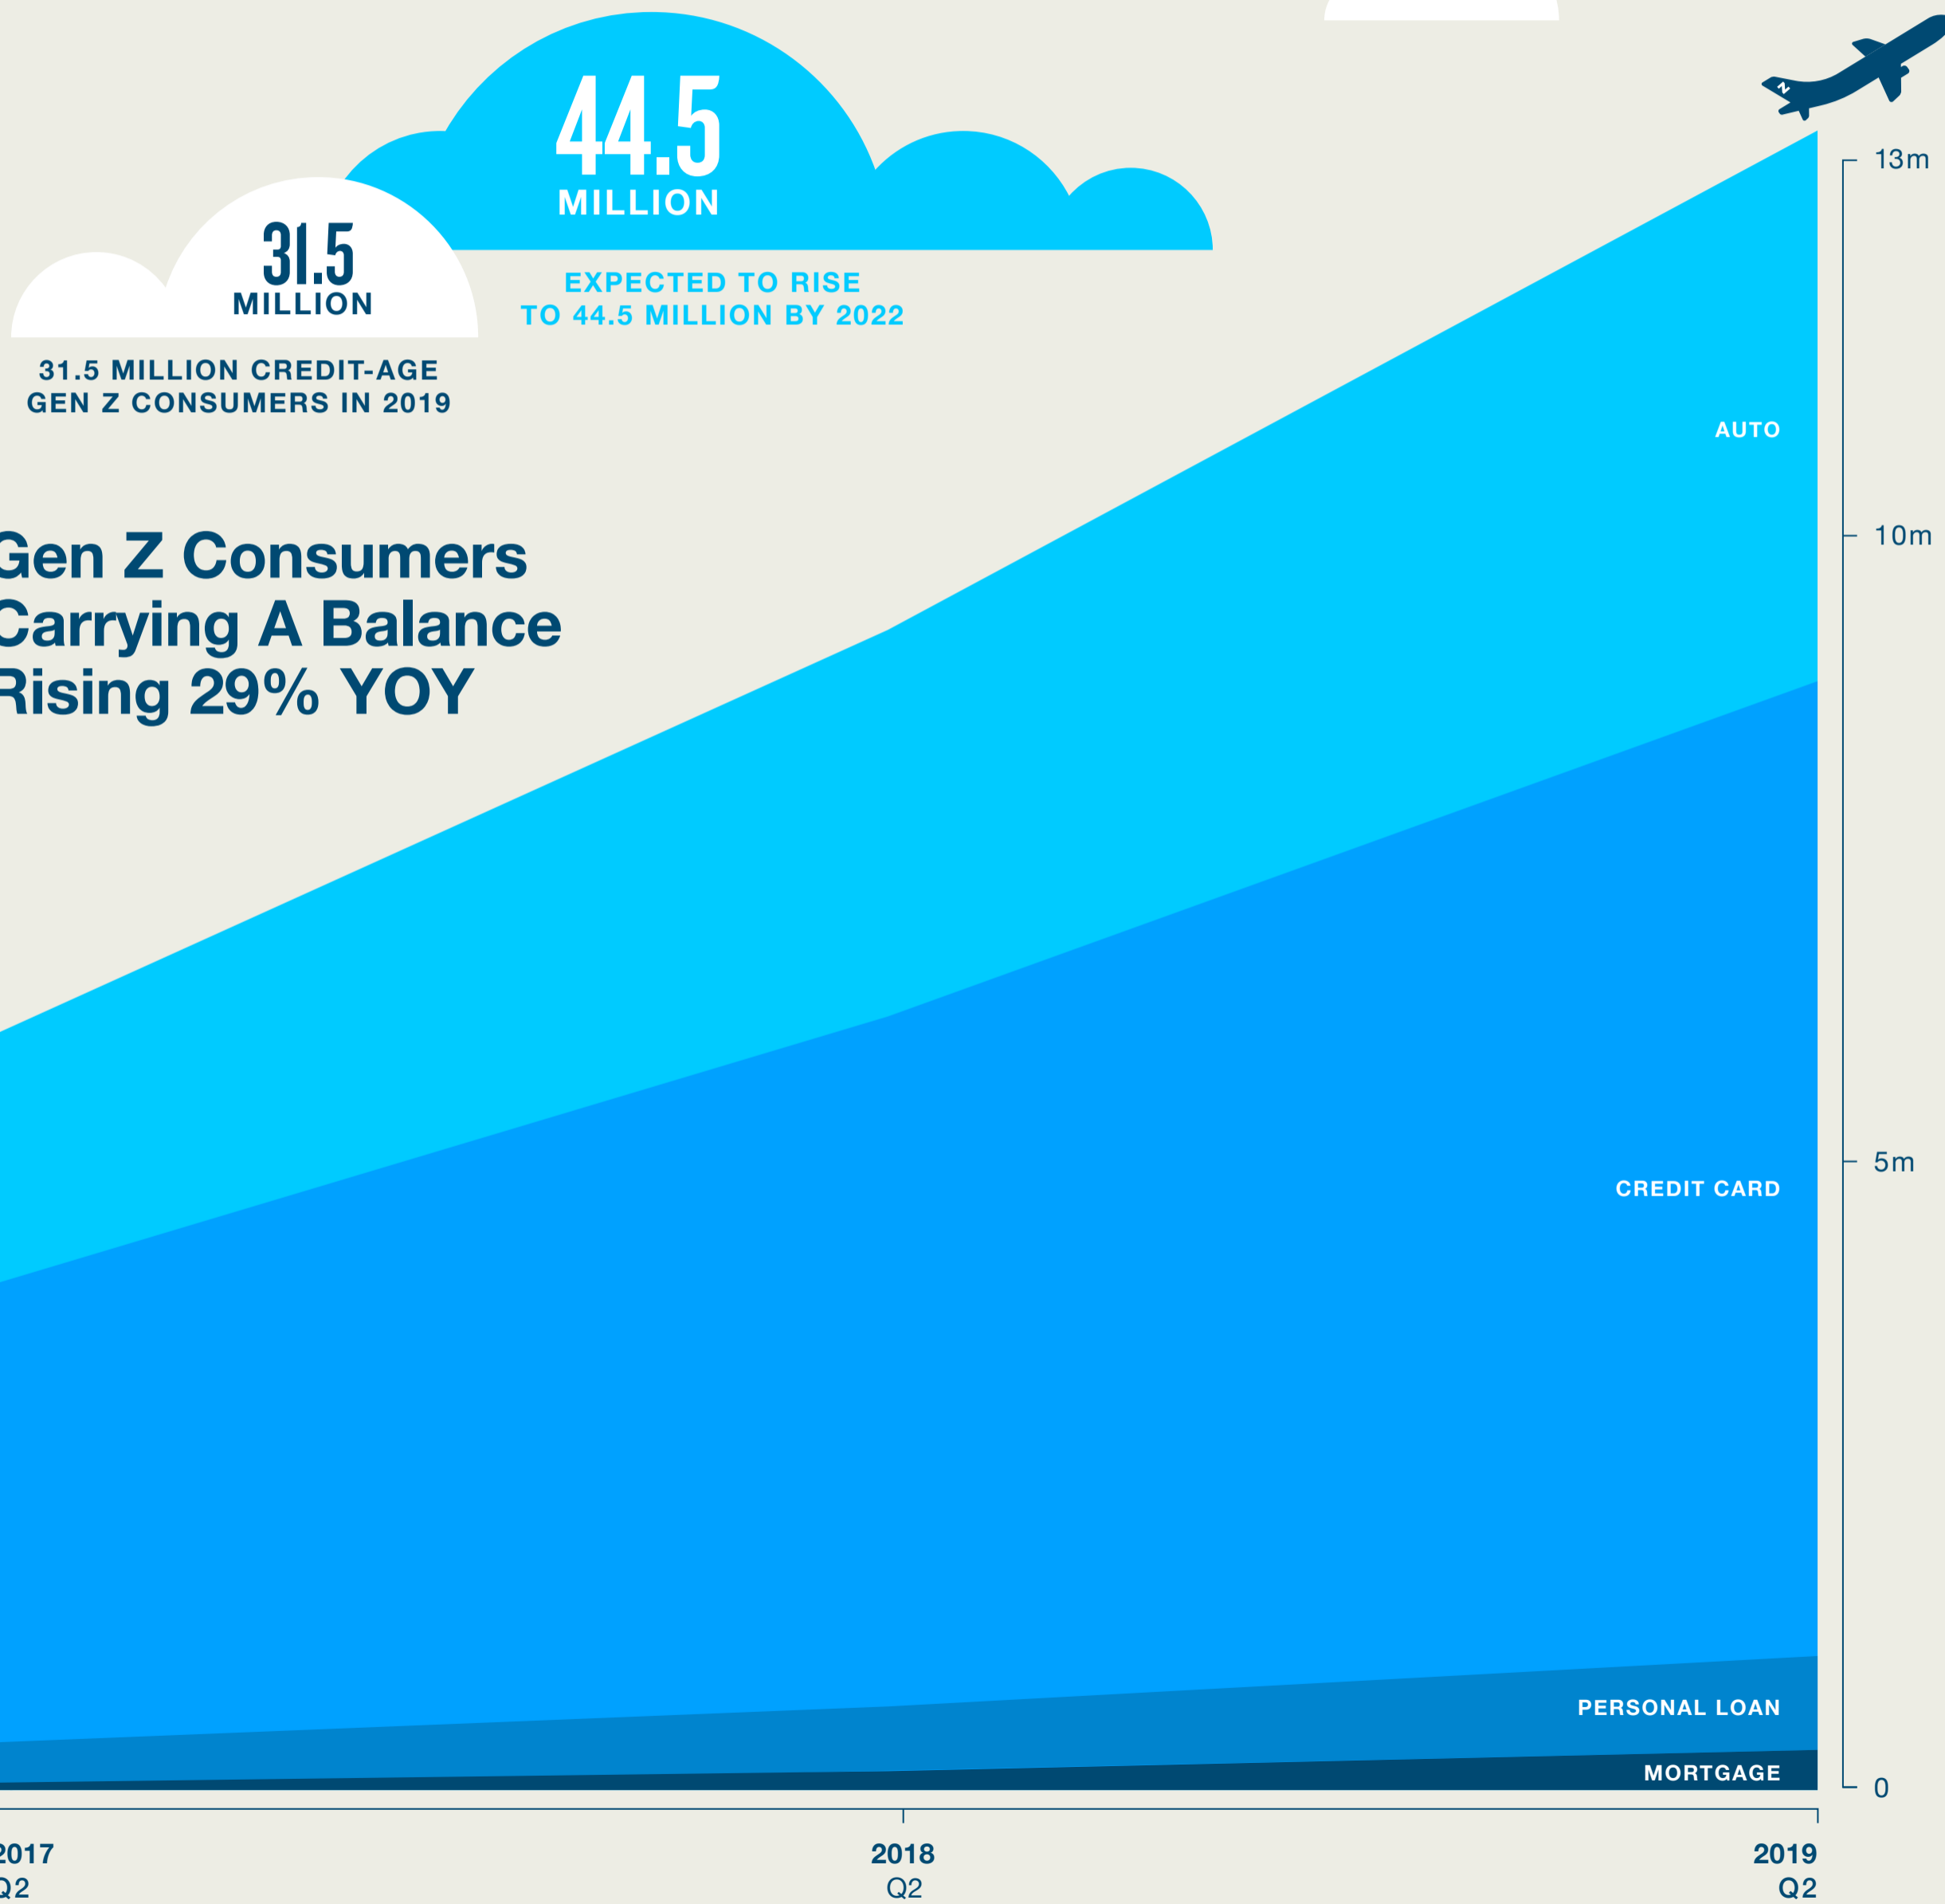 44.5
MILLION
EXPECTED TO RISE
TO 44.5 MILLION BY 2022
31.5
MILLION
31.5 MILLION CREDIT-AGE
GEN Z CONSUMERS IN 2019
Gen Z Consumers
Carrying A Balance
Rising 29% YOY
Z
13m
10m
5m
0
AUTO
CREDIT CARD
PERSONAL LOAN
MORTGAGE
2017
Q2
2018
Q2
2019
Q2